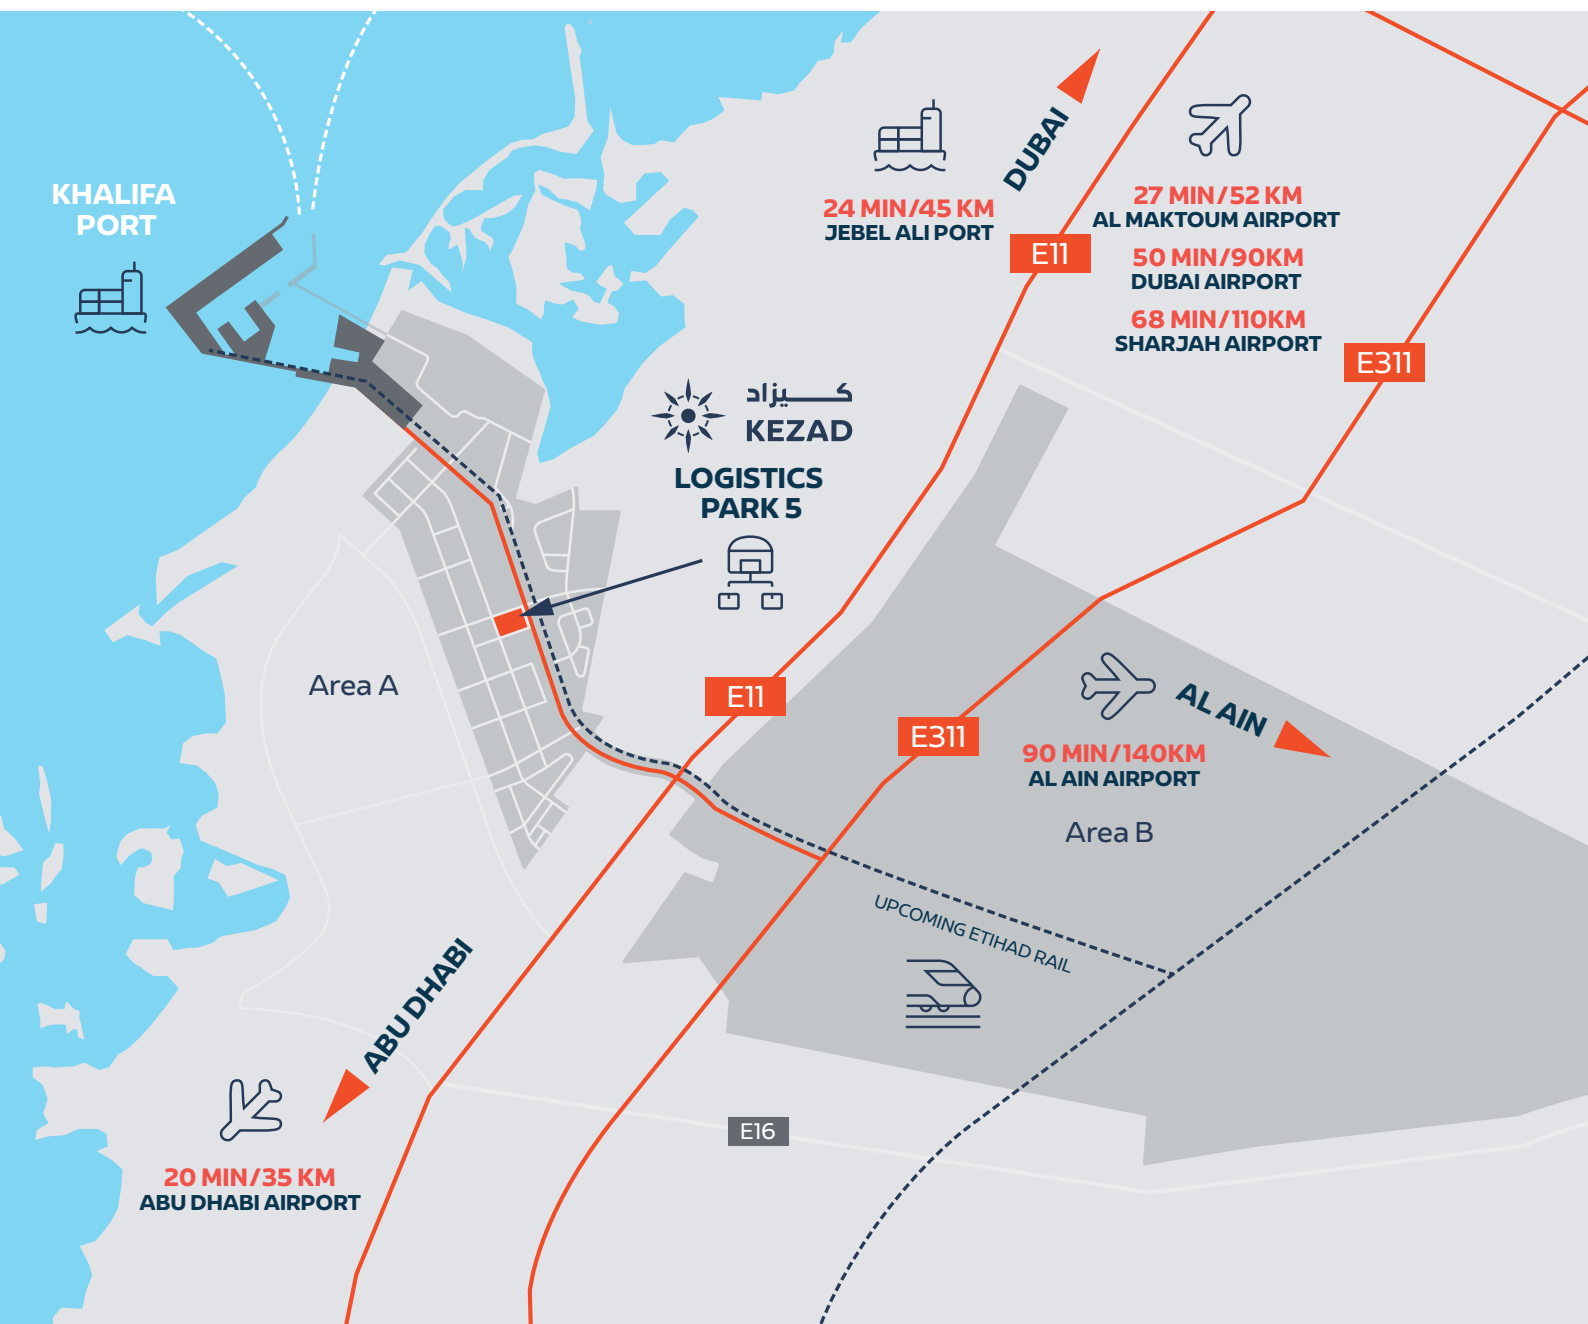 KHALIFA
PORT
24 MIN/45 KM
JEBEL ALI PORT
DUBAI
E11
27 MIN/52 KM
AL MAKTOUM AIRPORT
50 MIN/90KM
DUBAI AIRPORT
68 MIN/110KM
SHARJAH AIRPORT
E311
كيزاد
KEZAD
LOGISTICS
PARK 5
Area A
E11
E311
AL AIN
90 MIN/140KM
AL AIN AIRPORT
Area B
UPCOMING ETIHAD RAIL
ABU DHABI
E16
20 MIN/35 KM
ABU DHABI AIRPORT